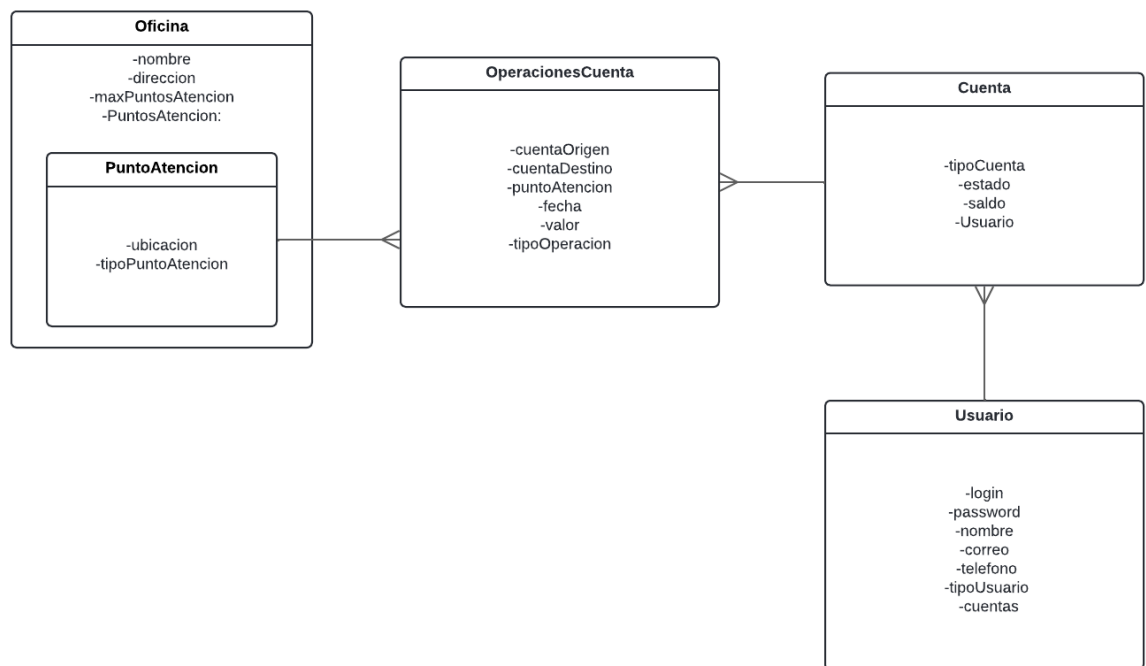 Oficina
-nombre
-direccion
-maxPuntosAtencion
-PuntosAtencion:
PuntoAtencion
-ubicacion
-tipoPuntoAtencion
OperacionesCuenta
-cuentaOrigen
-cuentaDestino
-puntoAtencion
-fecha
-valor
-tipoOperacion
Cuenta
-tipoCuenta
-estado
-saldo
-Usuario
Usuario
-login
-password
-nombre
-correo
-telefono
-tipoUsuario
-cuentas